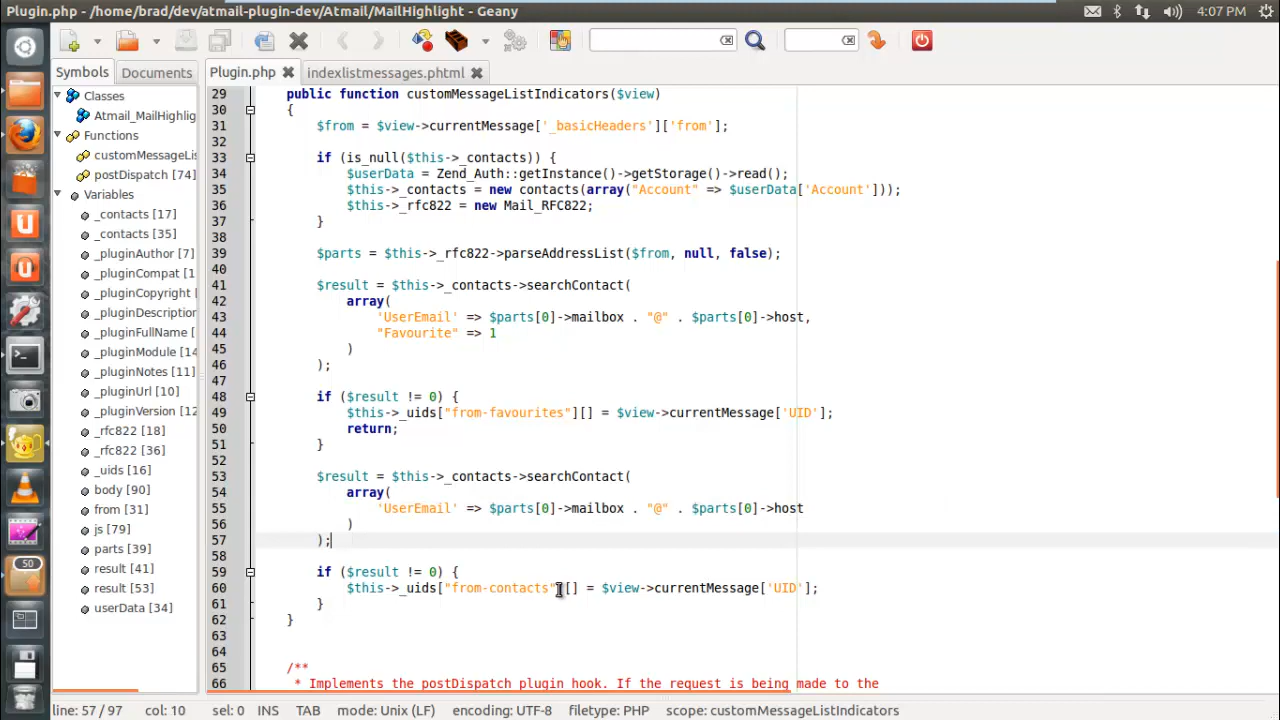 Plugin.php - /home/brad/dev/atmail-plugin-dev/Atmail/MailHighlight - Geany
4:07 PM
Symbols
Documents
Plugin.php
indexlistmessages.phtml
Classes
Atmail_MailHighlig
Functions
customMessageLis
postDispatch [74]
Variables
_contacts [17]
_contacts [35]
_pluginAuthor [7]
_pluginCompat [1
_pluginCopyright
_pluginDescription
_pluginFullName [
_pluginModule [14
_pluginNotes [11]
_pluginUrl [10]
_pluginVersion [12
_rfc822 [18]
_rfc822 [36]
_uids [16]
body [90]
from [31]
js [79]
parts [39]
result [41]
result [53]
userData [34]
50
29 public function customMessageListIndicators($view)
30 {
31 $from = $view->currentMessage['_basicHeaders']['from'];
32
33 if (is_null($this->_contacts)) {
34 $userData = Zend_Auth::getInstance()->getStorage()->read();
35 $this->_contacts = new contacts(array("Account" => $userData['Account']));
36 $this->_rfc822 = new Mail_RFC822;
37 }
38
39 $parts = $this->_rfc822->parseAddressList($from, null, false);
40
41 $result = $this->_contacts->searchContact(
42 array(
43 'UserEmail' => $parts[0]->mailbox . "@" . $parts[0]->host,
44 "Favourite" => 1
45 )
46 );
47
48 if ($result != 0) {
49 $this->_uids["from-favourites"][] = $view->currentMessage['UID'];
50 return;
51 }
52
53 $result = $this->_contacts->searchContact(
54 array(
55 'UserEmail' => $parts[0]->mailbox . "@" . $parts[0]->host
56 )
57 );
58
59 if ($result != 0) {
60 $this->_uids["from-contacts"][] = $view->currentMessage['UID'];
61 }
62 }
63
64
65 /**
66 * Implements the postDispatch plugin hook. If the request is being made to the
line: 57 / 97 col: 10 sel: 0 INS TAB mode: Unix (LF) encoding: UTF-8 filetype: PHP scope: customMessageListIndicators